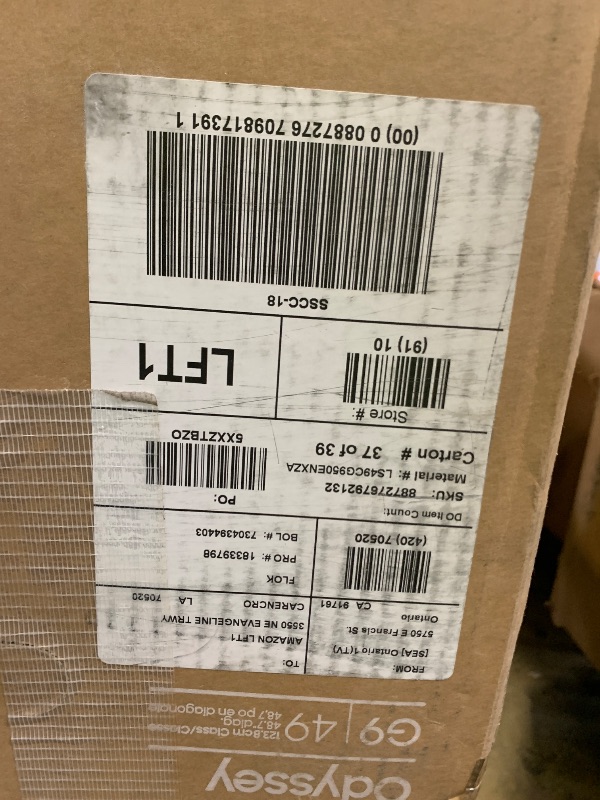 odyssey
G9 | 49
123.8cm Class/Classe
48.7"diag.
48,7 po en diagonale
FROM:
[SEA] Ontario 1(TV)
5750 E Francis St.
Ontario
CA 91761
TO:
AMAZON LFT1
3550 NE EVANGELINE TRWY
CARENCRO LA 70520
(420) 70520
FLOK
PRO #: 18339798
BOL#: 7304394403
DO Item Count:
SKU: 887276792132
Material #: LS49CG950ENXZA
Carton # 37 of 39
PO:
5XXZTBZO
Store #:
(91) 10
LFT1
SSCC-18
(00) 0 0887276 709817391 1